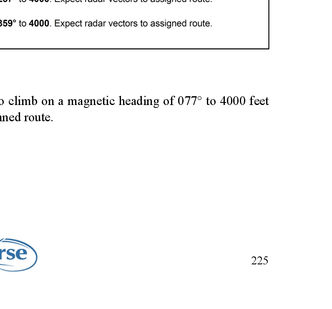 to 4000. Expect radar vectors to assigned route.
359° to 4000. Expect radar vectors to assigned route.
o climb on a magnetic heading of 077° to 4000 feet
ned route.
rse
225